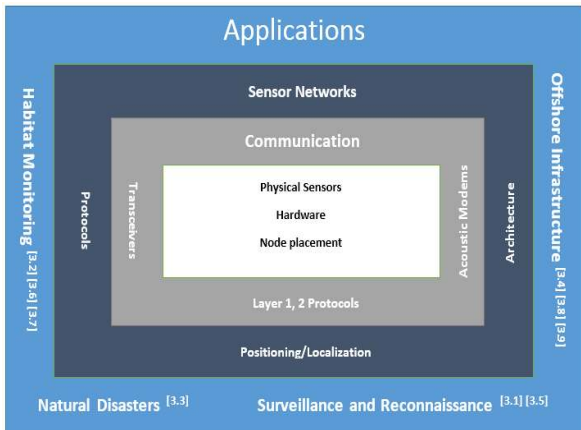 Applications
Sensor Networks
Communication
Physical Sensors
Hardware
Node placement
Layer 1, 2 Protocols
Positioning/Localization
Habitat Monitoring [3.2] [3.6] [3.7]
Protocols
Transceivers
Acoustic Modems
Architecture
Offshore Infrastructure [3.4] [3.8] [3.9]
Natural Disasters [3.3]
Surveillance and Reconnaissance [3.1] [3.5]